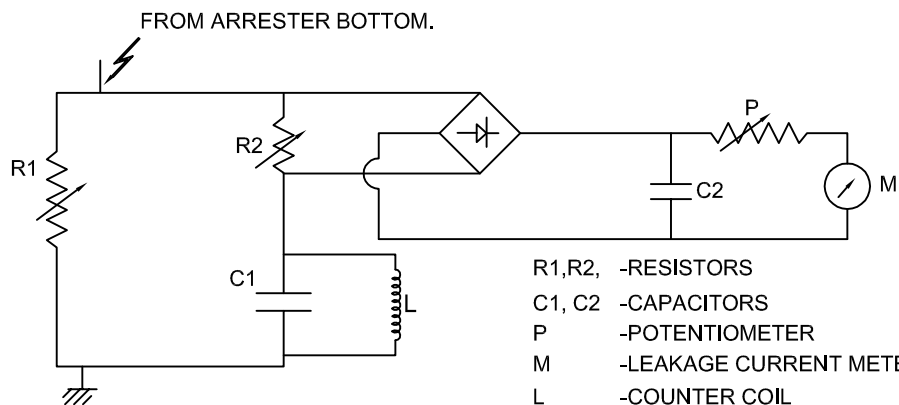 FROM ARRESTER BOTTOM.
P
R1
R2
C2
M
C1
L
R1,R2, -RESISTORS
C1, C2 -CAPACITORS
P -POTENTIOMETER
M -LEAKAGE CURRENT METE
L -COUNTER COIL